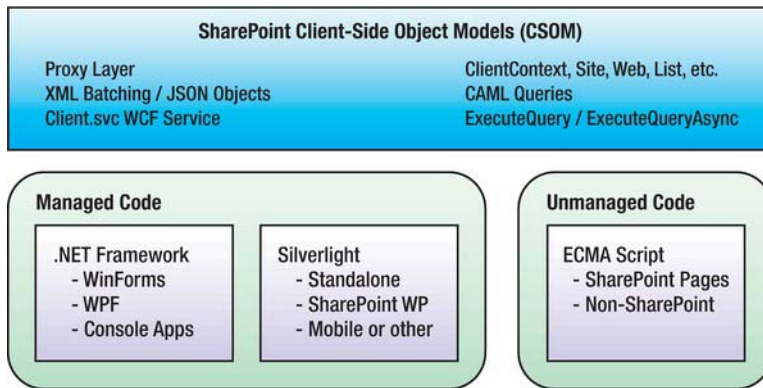 SharePoint Client-Side Object Models (CSOM)
Proxy Layer
XML Batching / JSON Objects
Client.svc WCF Service
ClientContext, Site, Web, List, etc.
CAML Queries
ExecuteQuery / ExecuteQueryAsync
Managed Code
.NET Framework
- WinForms
- WPF
- Console Apps
Silverlight
- Standalone
- SharePoint WP
- Mobile or other
Unmanaged Code
ECMA Script
- SharePoint Pages
- Non-SharePoint